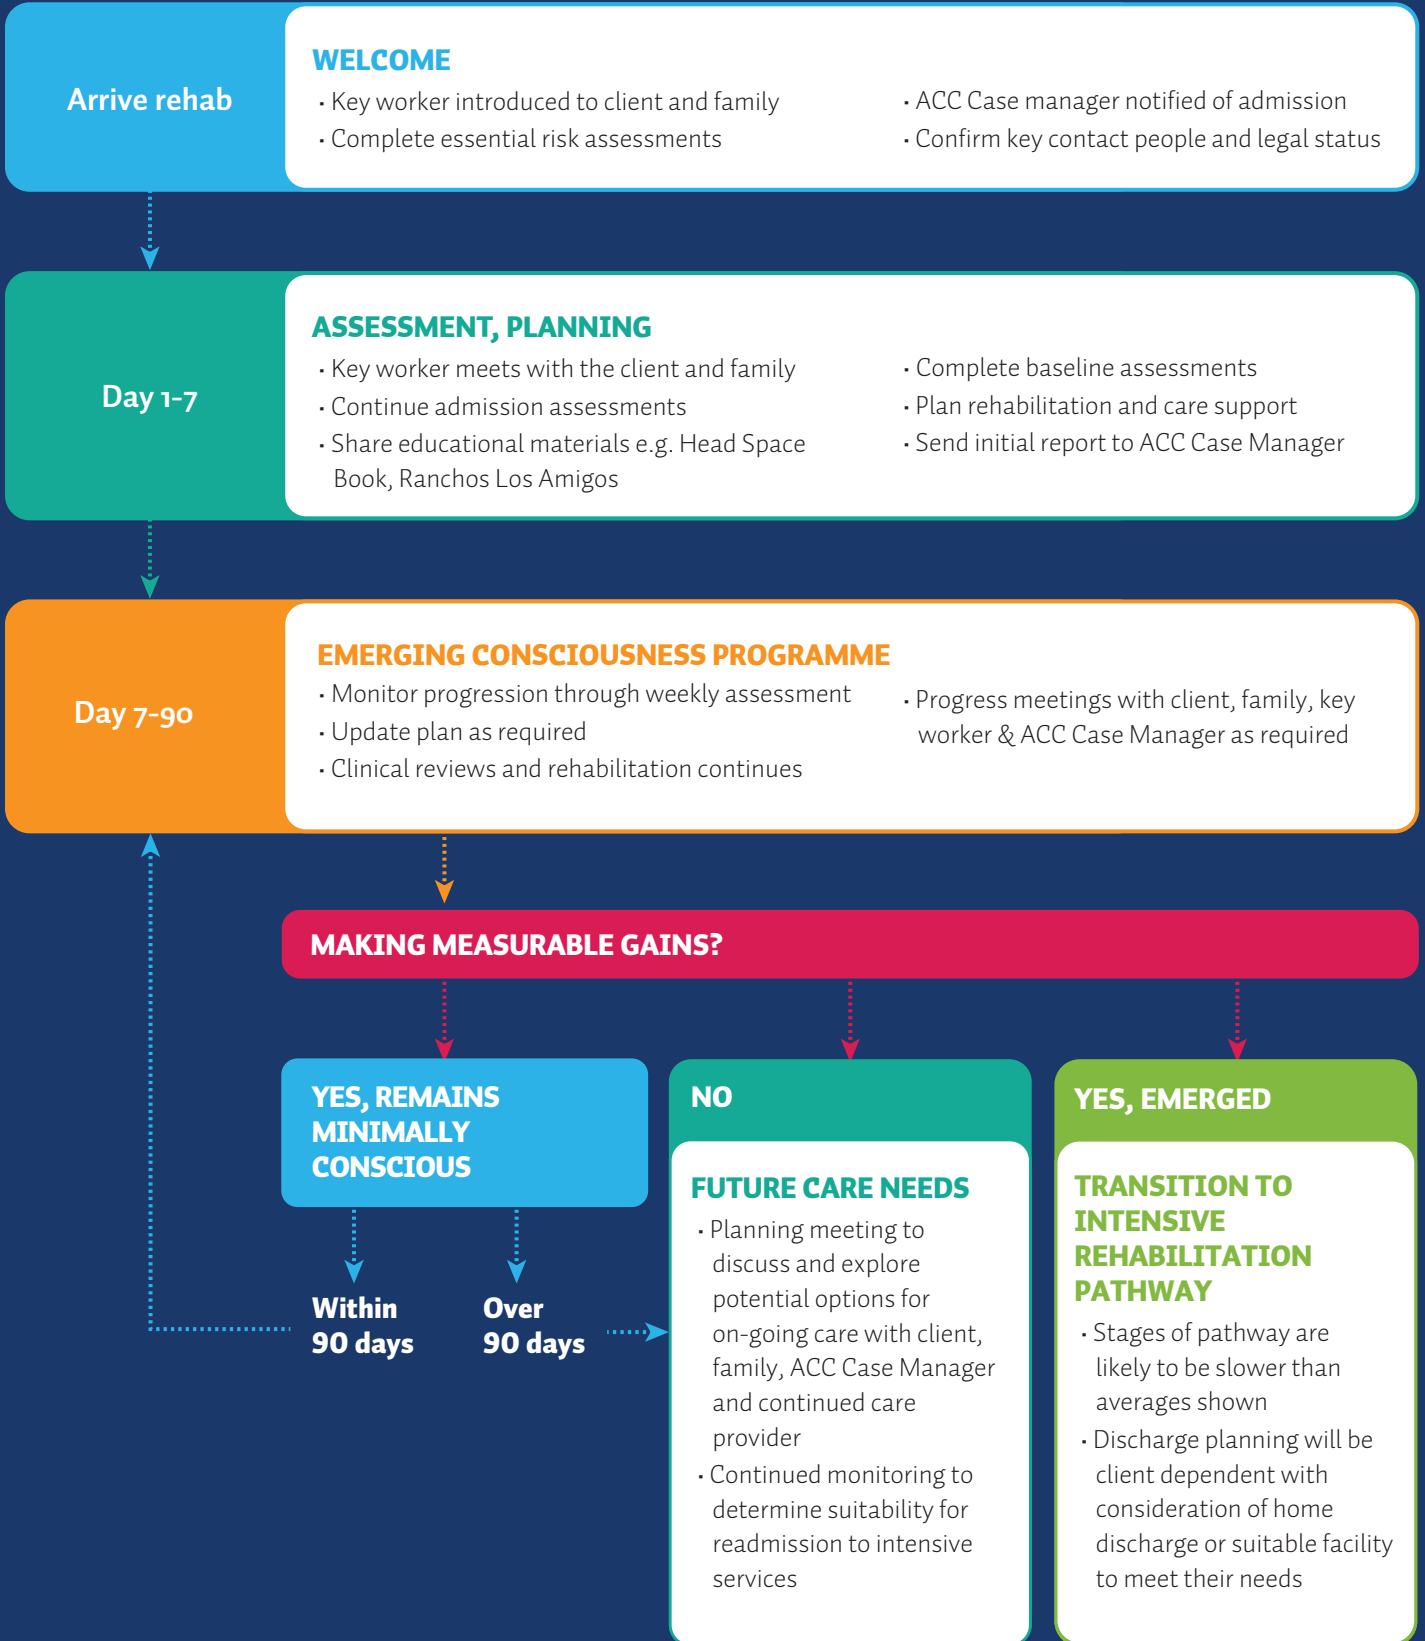 Arrive rehab
WELCOME
· Key worker introduced to client and family
· Complete essential risk assessments
· ACC Case manager notified of admission
· Confirm key contact people and legal status
Day 1-7
ASSESSMENT, PLANNING
· Key worker meets with the client and family
· Continue admission assessments
· Share educational materials e.g. Head Space
Book, Ranchos Los Amigos
· Complete baseline assessments
· Plan rehabilitation and care support
· Send initial report to ACC Case Manager
Day 7-90
EMERGING CONSCIOUSNESS PROGRAMME
· Monitor progression through weekly assessment
· Update plan as required
· Clinical reviews and rehabilitation continues
· Progress meetings with client, family, key
worker & ACC Case Manager as required
MAKING MEASURABLE GAINS?
YES, REMAINS
MINIMALLY
CONSCIOUS
Within
90 days
Over
90 days
NO
FUTURE CARE NEEDS
· Planning meeting to
discuss and explore
potential options for
on-going care with client,
family, ACC Case Manager
and continued care
provider
· Continued monitoring to
determine suitability for
readmission to intensive
services
YES, EMERGED
TRANSITION TO
INTENSIVE
REHABILITATION
PATHWAY
· Stages of pathway are
likely to be slower than
averages shown
· Discharge planning will be
client dependent with
consideration of home
discharge or suitable facility
to meet their needs